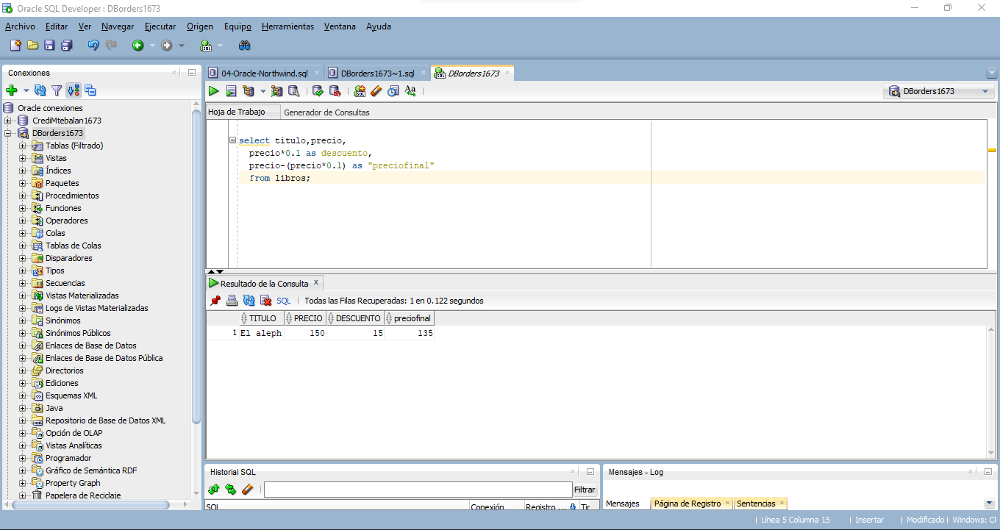 Oracle SQL Developer : DBorders1673
Archivo Editar Ver Navegar Ejecutar Origen Equipo Herramientas Ventana Ayuda
Conexiones
Oracle conexiones
CrediMtebalan1673
DBorders1673
Tablas (Filtrado)
Vistas
Índices
Paquetes
Procedimientos
Funciones
Operadores
Colas
Tablas de Colas
Disparadores
Tipos
Secuencias
Vistas Materializadas
Logs de Vistas Materializadas
Sinónimos
Sinónimos Públicos
Enlaces de Base de Datos
Enlaces de Base de Datos Pública
Directorios
Ediciones
Esquemas XML
Java
Repositorio de Base de Datos XML
Opción de OLAP
Vistas Analíticas
Programador
Gráfico de Semántica RDF
Property Graph
Papelera de Reciclaje
04-Oracle-Northwind.sql DBorders1673~1.sql DBorders1673
DBorders1673
Hoja de Trabajo Generador de Consultas
select titulo,precio,
precio*0.1 as descuento,
precio-(precio*0.1) as "preciofinal"
from libros;
Resultado de la Consulta
SQL Todas las Filas Recuperadas: 1 en 0.122 segundos
TITULO PRECIO DESCUENTO preciofinal
1 El aleph 150 15 135
Historial SQL
Filtrar
SQL Conexión Registro ... Tir
Mensajes - Log
Mensajes Página de Registro Sentencias
Línea 5 Columna 15 Insertar Modificado Windows: CF